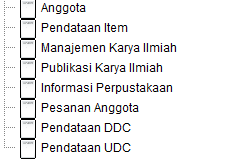 Anggota
Pendataan Item
Manajemen Karya Ilmiah
Publikasi Karya Ilmiah
Informasi Perpustakaan
Pesanan Anggota
Pendataan DDC
Pendataan UDC